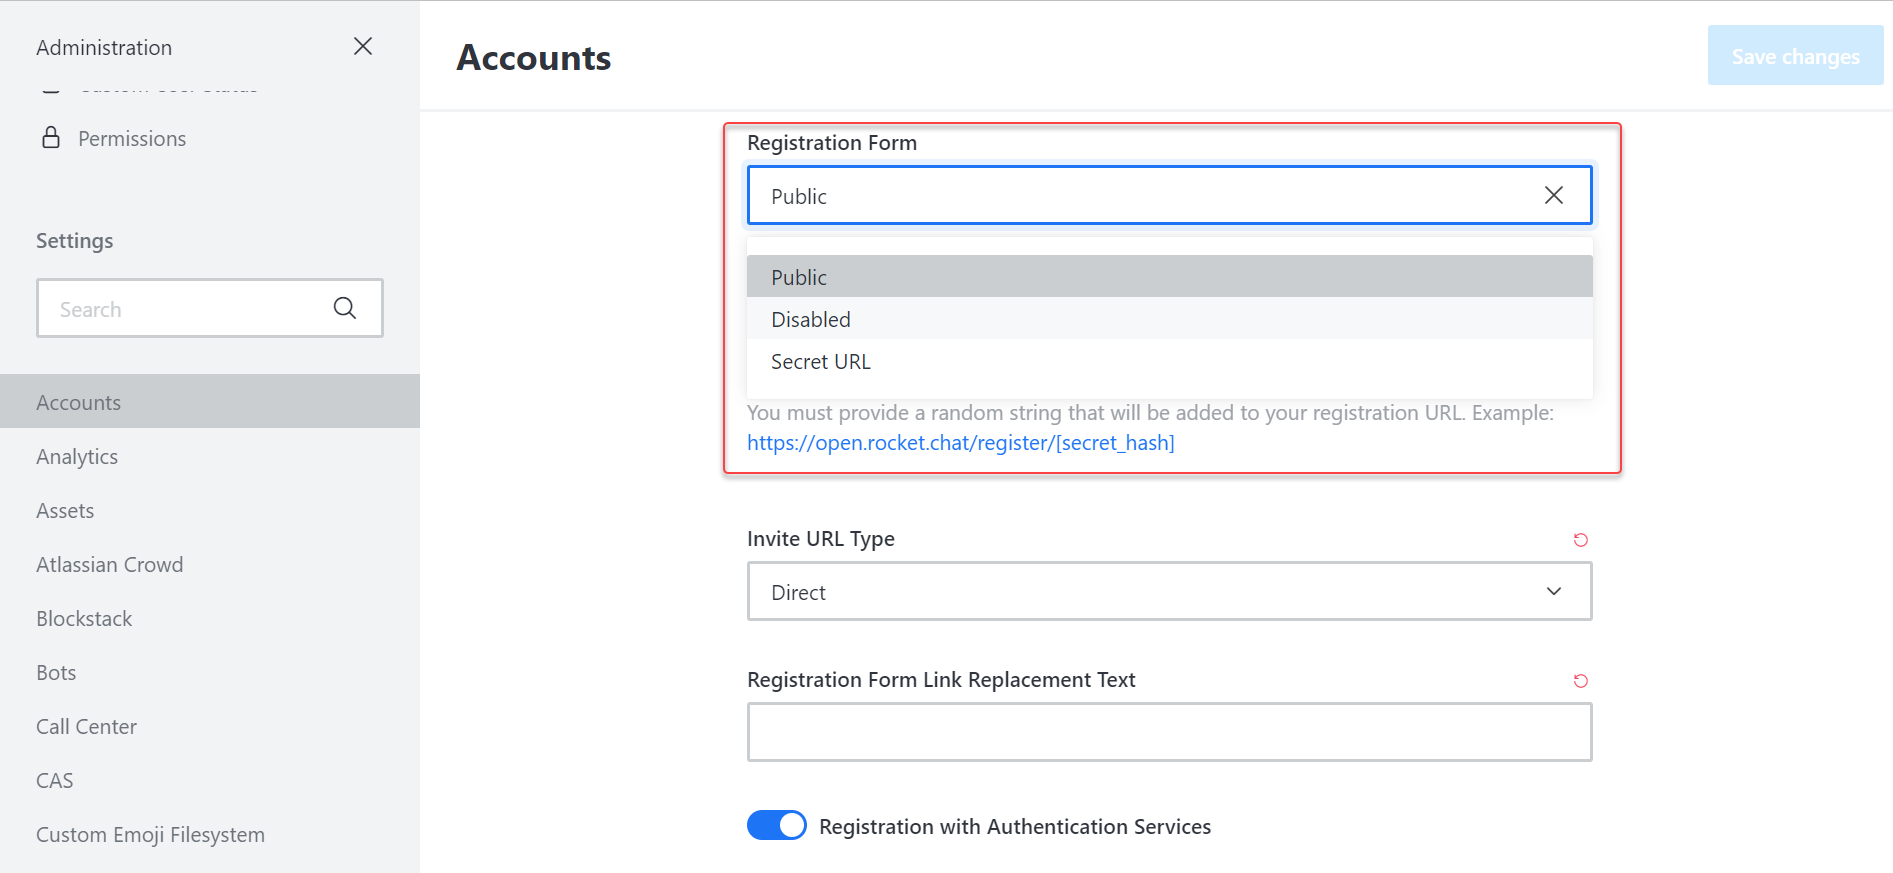 Administration
Permissions
Settings
Search
Accounts
Analytics
Assets
Atlassian Crowd
Blockstack
Bots
Call Center
CAS
Custom Emoji Filesystem
Accounts
Save changes
Registration Form
Public
Public
Disabled
Secret URL
You must provide a random string that will be added to your registration URL. Example:
https://open.rocket.chat/register/[secret_hash]
Invite URL Type
Direct
Registration Form Link Replacement Text
Registration with Authentication Services